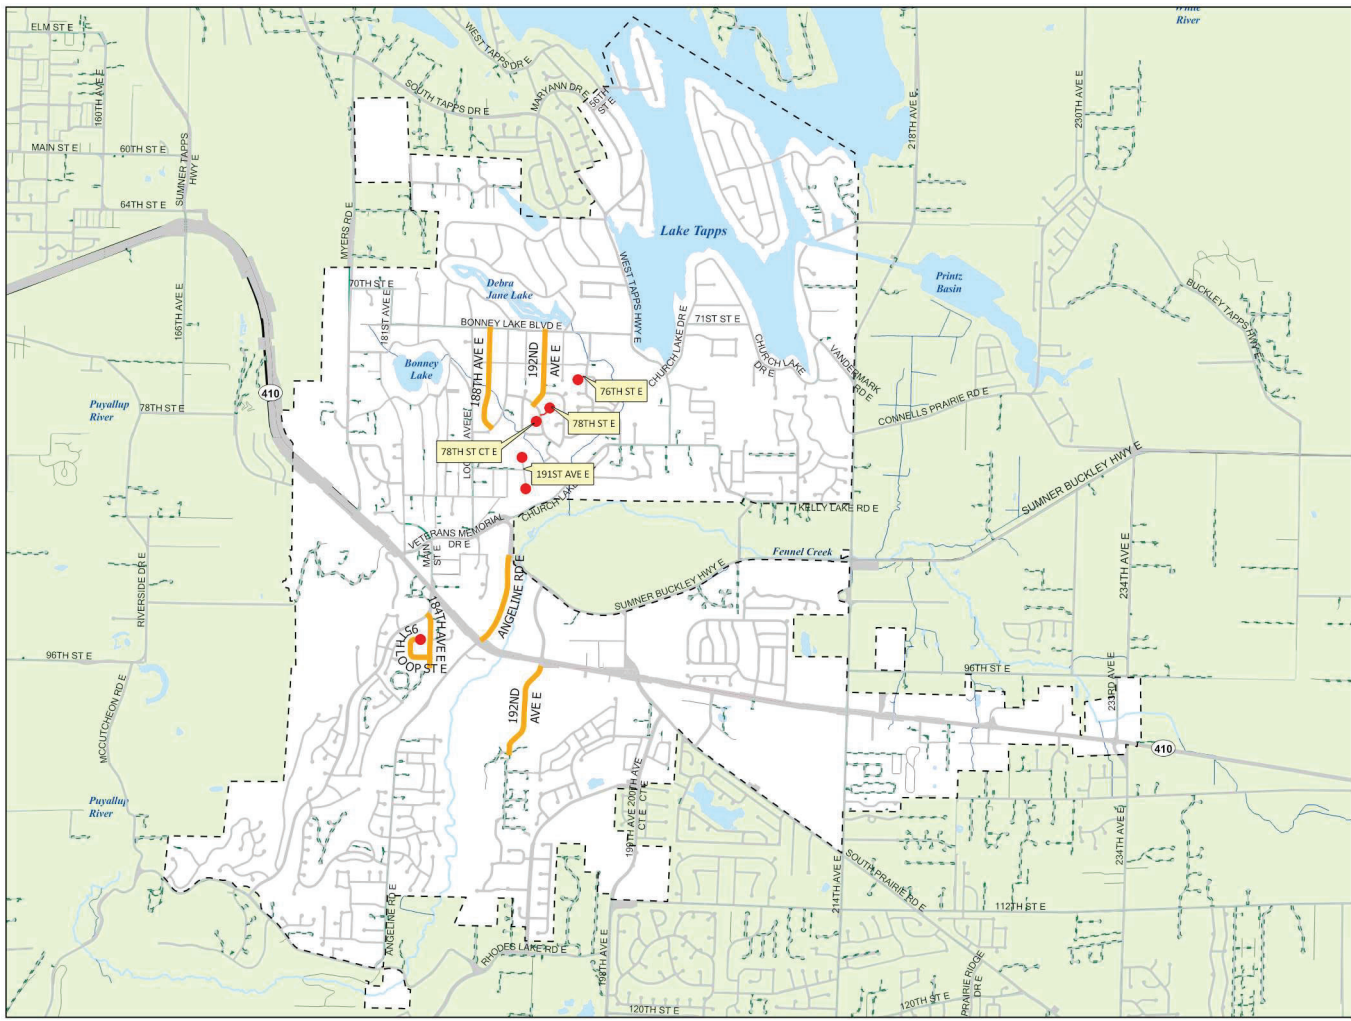 White
River
ELM ST E
WEST TAPPS DR E
160TH AVE E
SOUTH TAPPS DR E
MARYANN DR E
56TH
ST E
218TH AVE E
230TH AVE E
MAIN ST E
60TH ST E
SUMNER TAPPS
HWY E
64TH ST E
MYERS RD E
Lake Tapps
WEST TAPPS HWY E
Printz
Basin
BUCKLEY TAPPS HWY E
70TH ST E
Debra
Jane Lake
166TH AVE E
181ST AVE E
BONNEY LAKE BLVD E
CHURCH LAKE DR E
71ST ST E
CHURCH LAKE
DR E
VANDERMARK
RD E
188TH AVE E
192ND
AVE E
Bonney
Lake
410
Puyallup
River
78TH ST E
76TH ST E
78TH ST E
78TH ST CT E
CONNELLS PRAIRIE RD E
191ST AVE E
CHURCH LAKE
SUMNER BUCKLEY HWY E
KELLY LAKE RD E
VETERANS MEMORIAL
DR E
MAIN
ST E
Fennel Creek
RIVERSIDE DR E
ANGELINE RD E
SUMNER BUCKLEY HWY E
234TH AVE E
184TH AVE E
95TH LOOP ST E
96TH ST E
96TH ST E
MCCUTCHEON RD E
192ND
AVE E
233RD AVE E
410
Puyallup
River
199TH AVE
CT E
200TH AVE
CT E
234TH AVE E
SOUTH PRAIRIE RD E
214TH AVE E
112TH ST E
ANGELINE RD E
RHODES LAKE RD E
198TH AVE E
PRAIRIE RIDGE
DR E
120TH ST E
120TH ST E